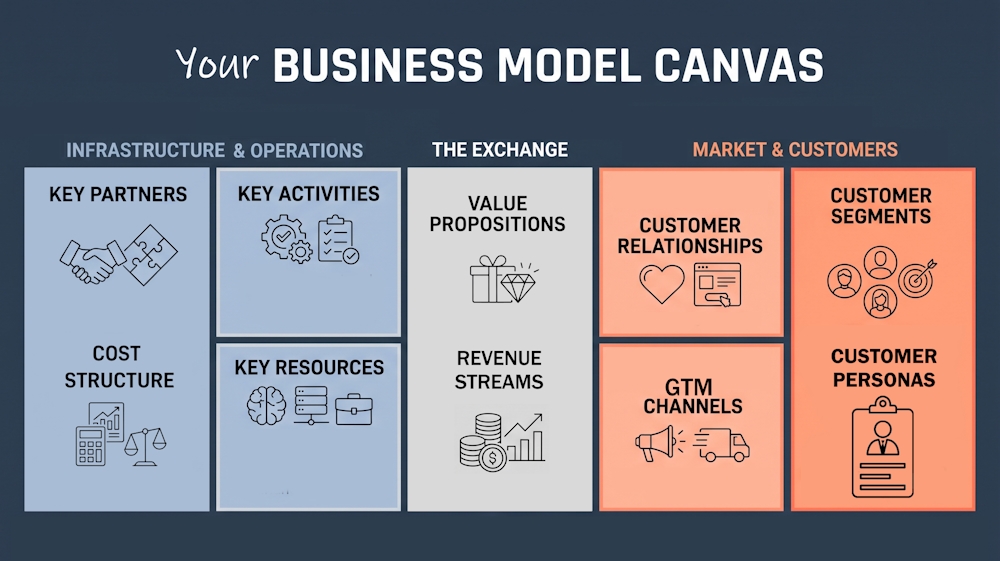 Your BUSINESS MODEL CANVAS
INFRASTRUCTURE & OPERATIONS
KEY PARTNERS
COST
STRUCTURE
KEY ACTIVITIES
KEY RESOURCES
THE EXCHANGE
VALUE
PROPOSITIONS
$
REVENUE
STREAMS
MARKET & CUSTOMERS
CUSTOMER
RELATIONSHIPS
GTM
CHANNELS
CUSTOMER
SEGMENTS
CUSTOMER
PERSONAS